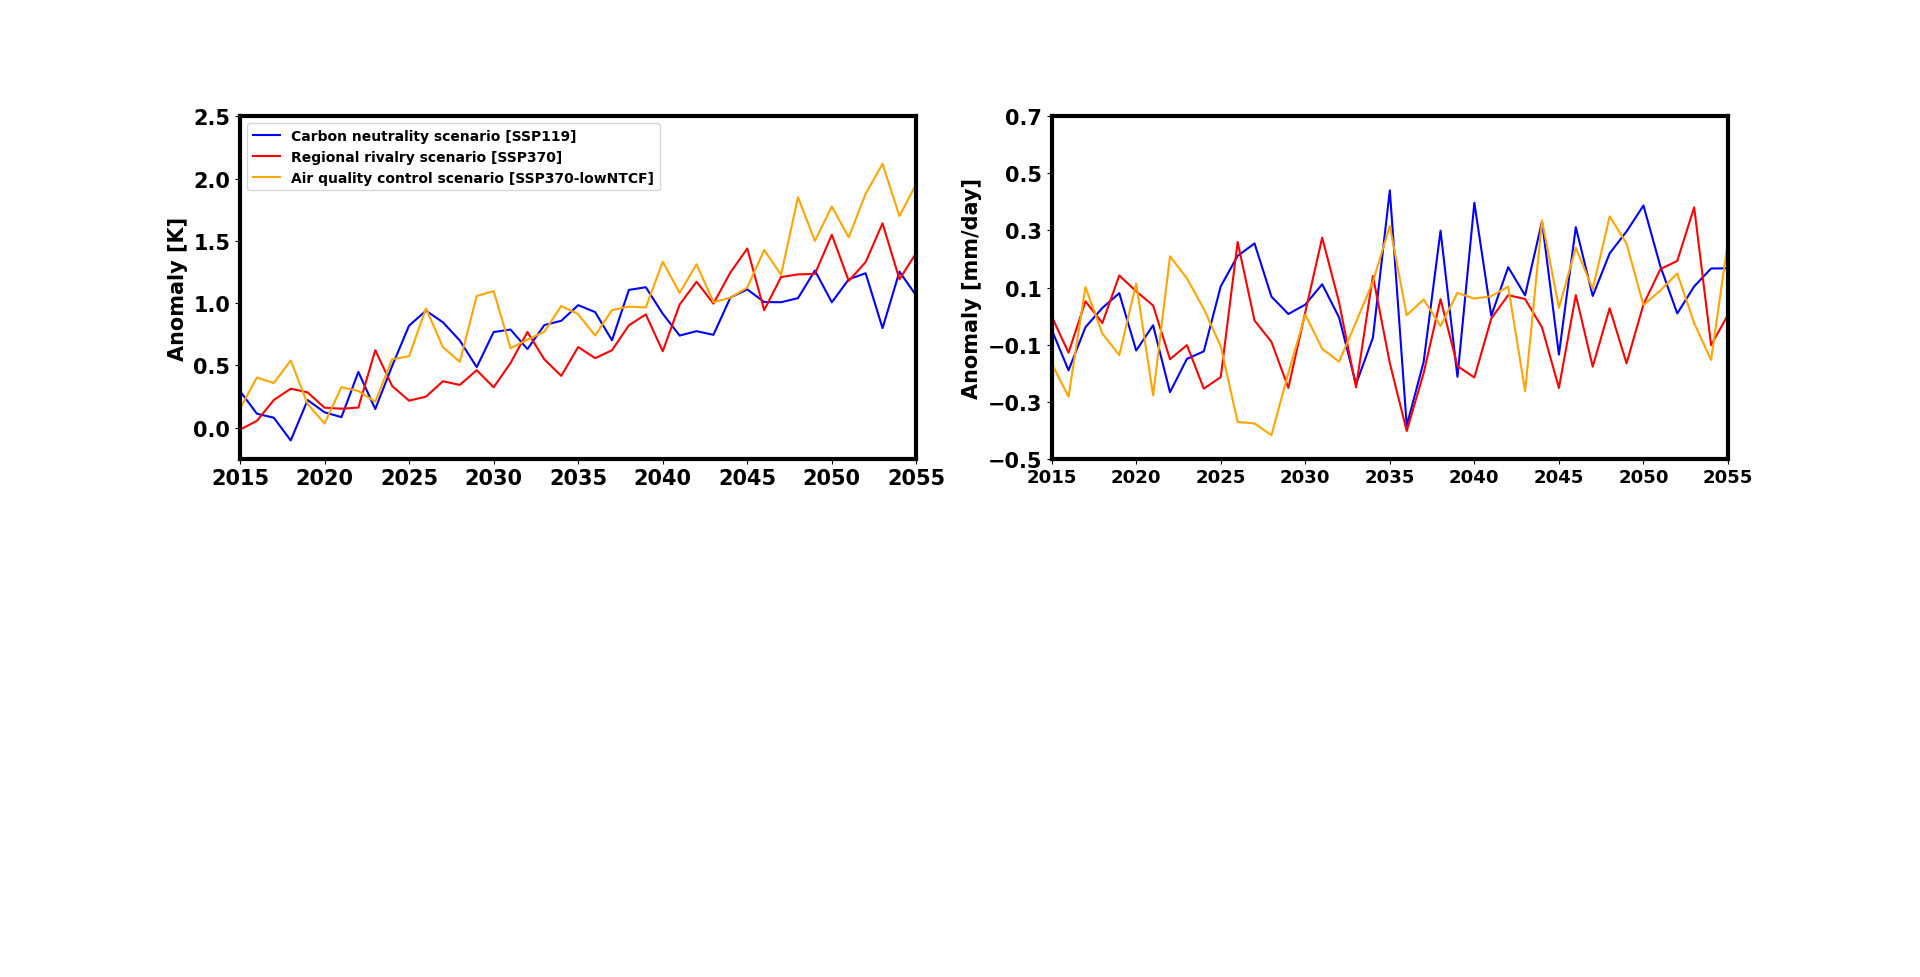 2.5
2.0
1.5
1.0
0.5
0.0
Anomaly [K]
Carbon neutrality scenario [SSP119]
Regional rivalry scenario [SSP370]
Air quality control scenario [SSP370-lowNTCF]
2015 2020 2025 2030 2035 2040 2045 2050 2055
0.7
0.5
0.3
0.1
−0.1
−0.3
−0.5
Anomaly [mm/day]
2015 2020 2025 2030 2035 2040 2045 2050 2055